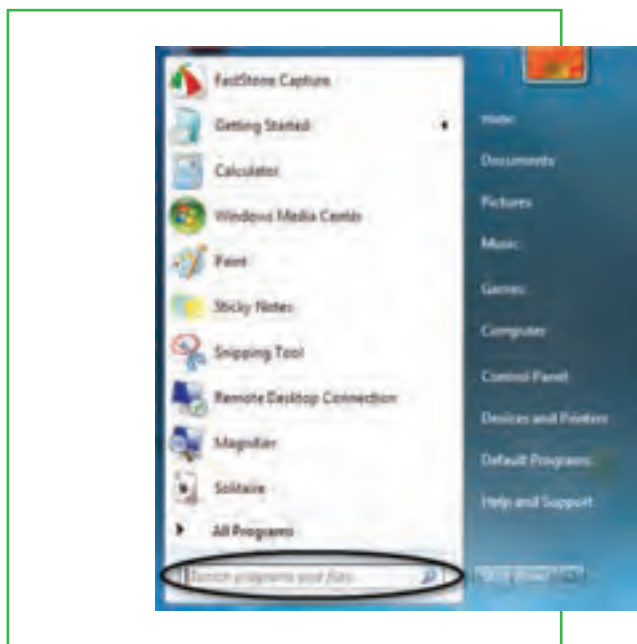 FastStone Capture
Getting Started
Calculator
Windows Media Center
Paint
Sticky Notes
Snipping Tool
Remote Desktop Connection
Magnifier
Solitaire
All Programs
Search programs and files
Documents
Pictures
Music
Games
Computer
Control Panel
Devices and Printers
Default Programs
Help and Support
Shut down